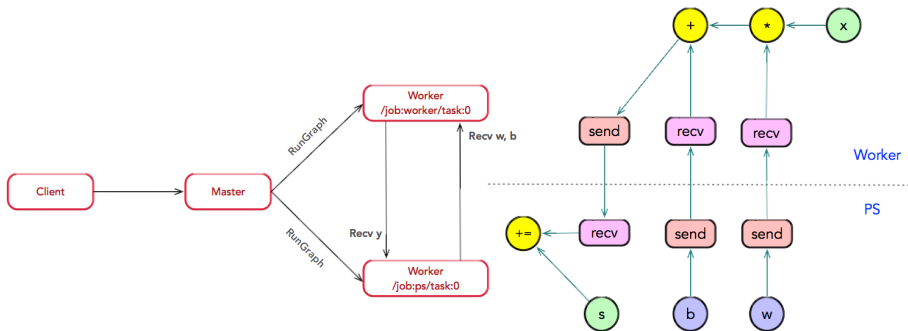 Client
Master
RunGraph
RunGraph
Worker
/job:worker/task:0
Recv w, b
Recv y
Worker
/job:ps/task:0
+
*
x
send
recv
recv
Worker
PS
+=
recv
send
send
s
b
w